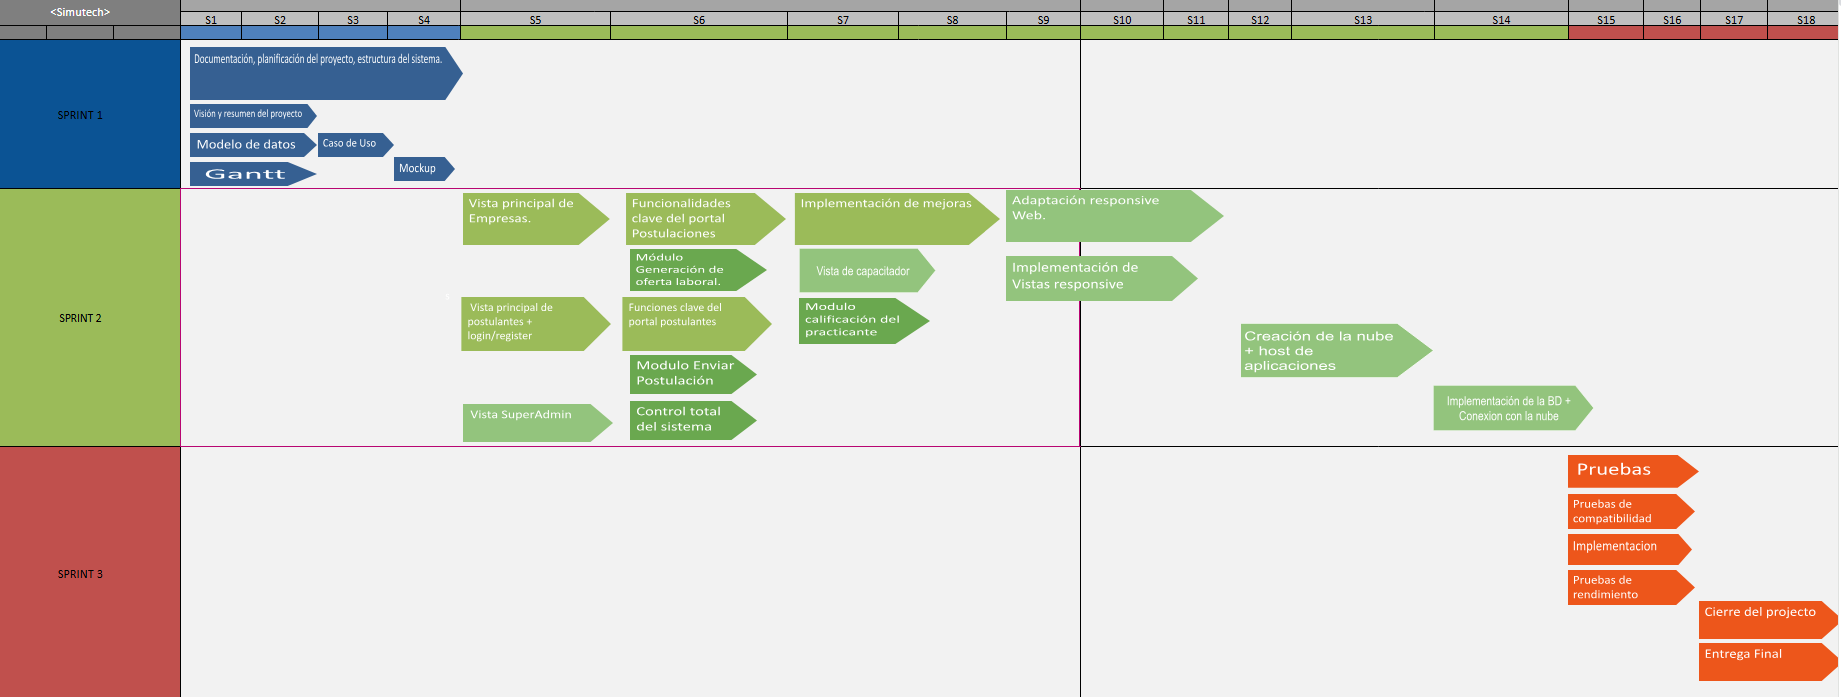 <Simutech>
S1 S2 S3 S4 S5 S6 S7 S8 S9 S10 S11 S12 S13 S14 S15 S16 S17 S18
SPRINT 1
Documentación, planificación del proyecto, estructura del sistema.
Visión y resumen del proyecto
Modelo de datos
Caso de Uso
Gantt
Mockup
SPRINT 2
Vista principal de
Empresas.
Funcionalidades
clave del portal
Postulaciones
Implementación de mejoras
Adaptación responsive
Web.
Módulo
Generación de
oferta laboral.
Vista de capacitador
Implementación de
Vistas responsive
Vista principal de
postulantes +
login/register
Funciones clave del
portal postulantes
Modulo
calificación del
practicante
Creación de la nube
+ host de
aplicaciones
Modulo Enviar
Postulación
Implementación de la BD +
Conexion con la nube
Vista SuperAdmin
Control total
del sistema
SPRINT 3
Pruebas
Pruebas de
compatibilidad
Implementacion
Pruebas de
rendimiento
Cierre del projecto
Entrega Final